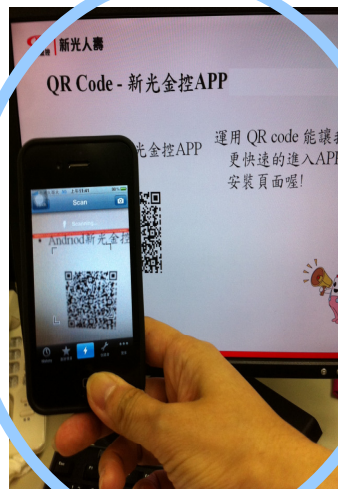 新光人壽
QR Code - 新光金控APP
光金控APP
運用 QR code 能讓
更快速的進入APP
安裝頁面喔!
Scan
• Andriod新光金控